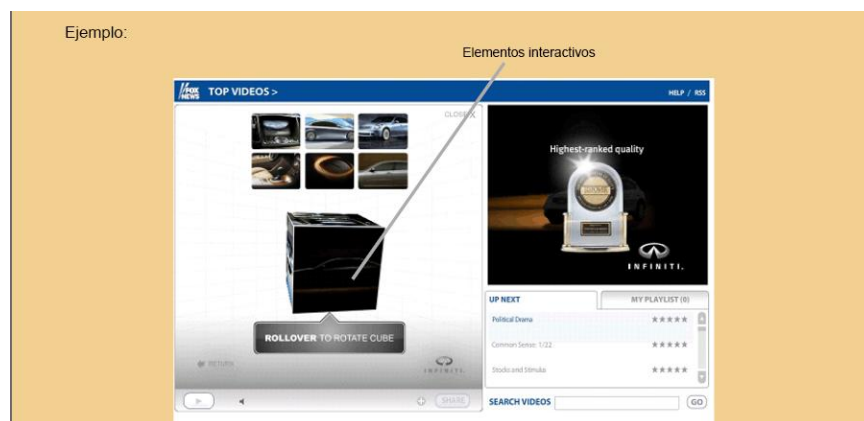 Ejemplo:
Elementos interactivos
FOX NEWS
TOP VIDEOS >
HELP / RSS
CLOSE X
Highest-ranked quality
INFINITI.
UP NEXT
MY PLAYLIST (0)
Political Drama
Common Sense: 1/22
Stocks and Stimulus
ROLLOVER TO ROTATE CUBE
RETURN
INFINITI.
SHARE
SEARCH VIDEOS
GO